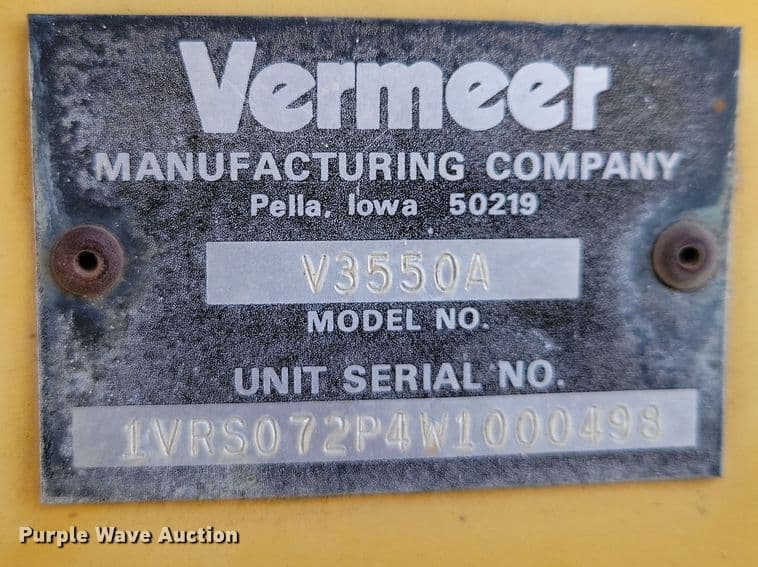 Vermeer
MANUFACTURING COMPANY
Pella, Iowa 50219
V3550A
MODEL NO.
UNIT SERIAL NO.
1VRS072P4W1000498
Purple Wave Auction